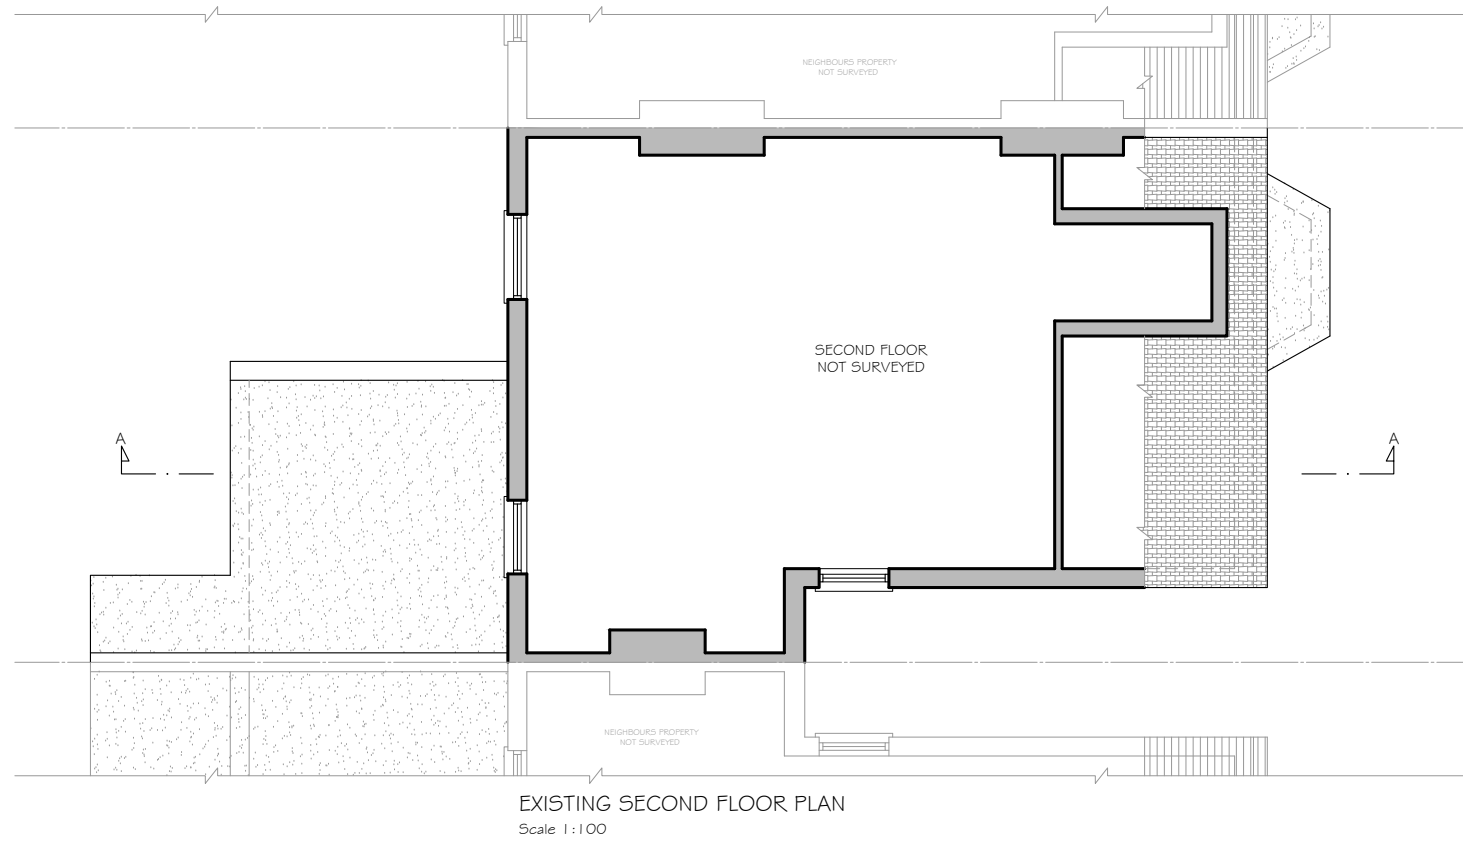 NEIGHBOURS PROPERTY
NOT SURVEYED
SECOND FLOOR
NOT SURVEYED
A
A
NEIGHBOURS PROPERTY
NOT SURVEYED
EXISTING SECOND FLOOR PLAN
Scale 1:100